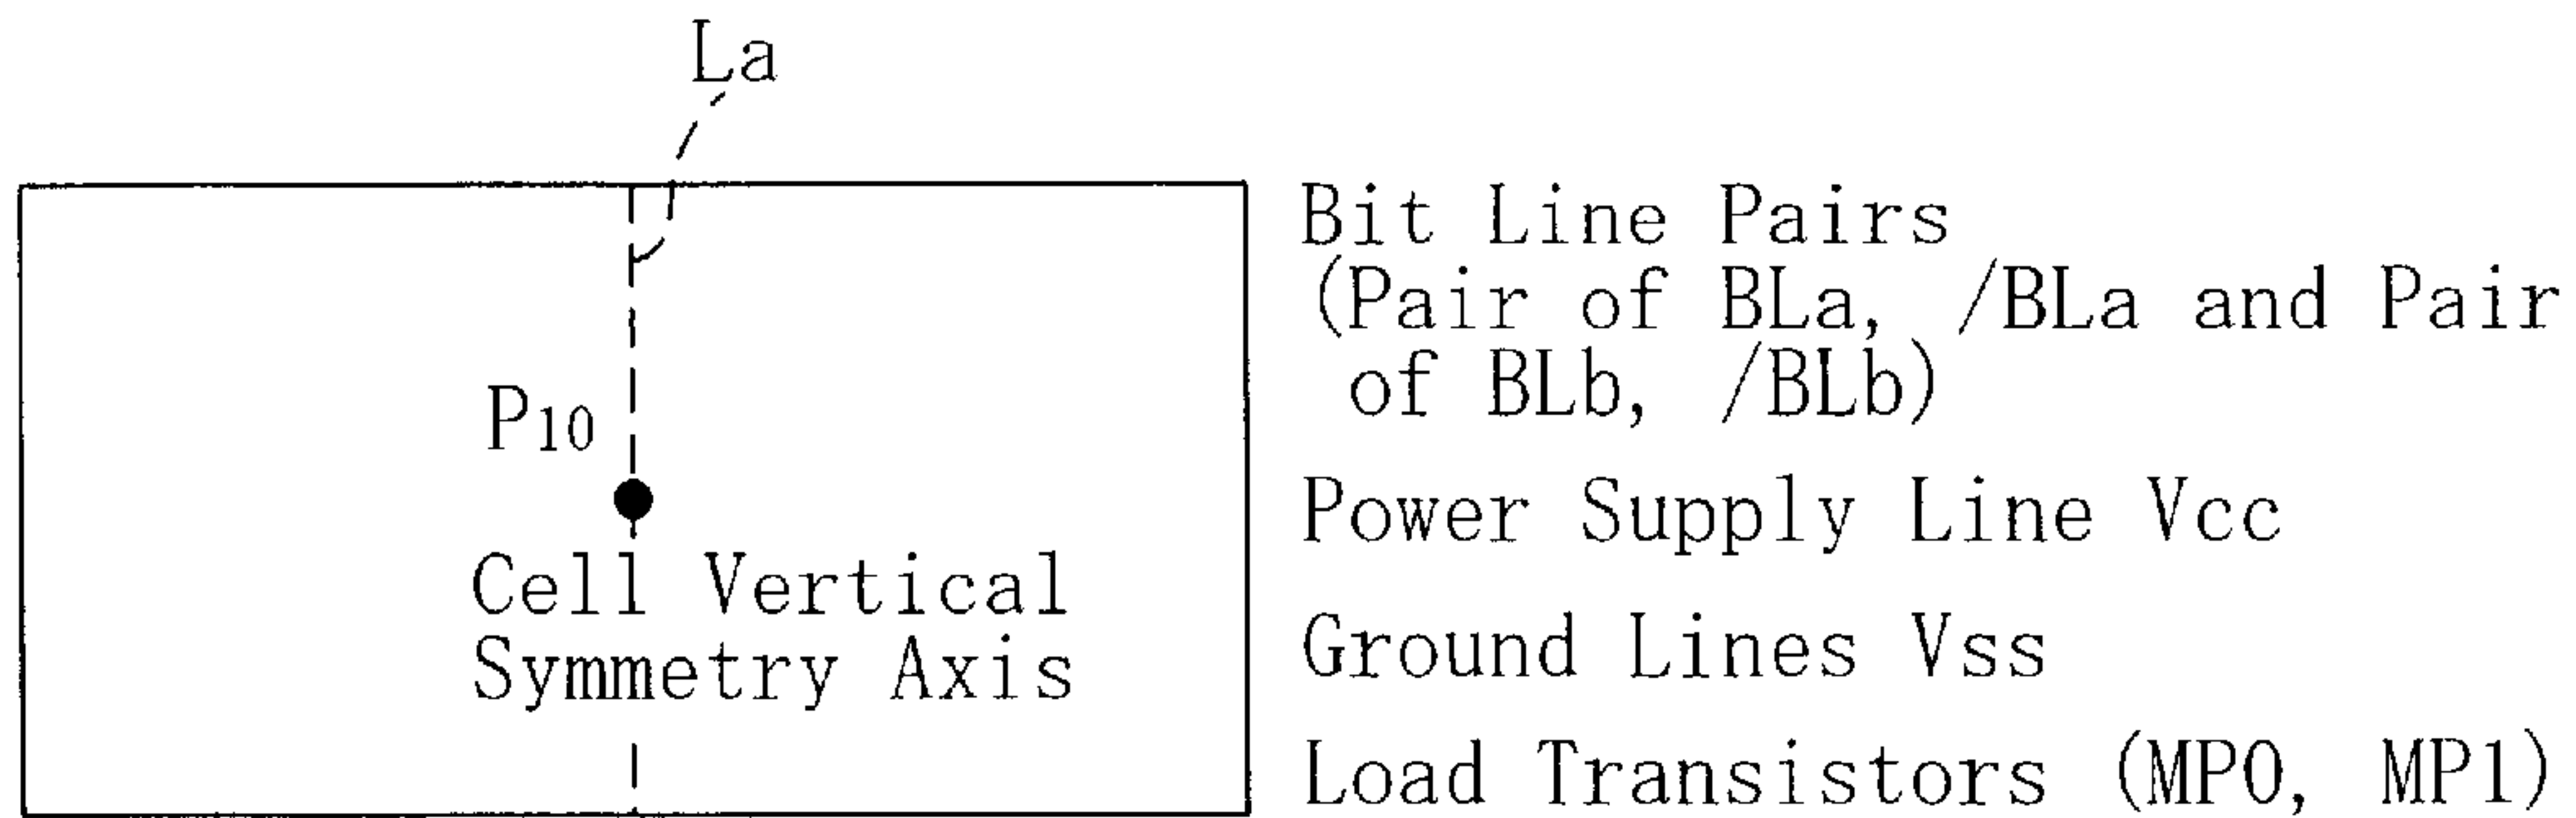 La
P10
Cell Vertical
Symmetry Axis
Bit Line Pairs
(Pair of BLa, /BLa and Pair
of BLb, /BLb)
Power Supply Line Vcc
Ground Lines Vss
Load Transistors (MP0, MP1)